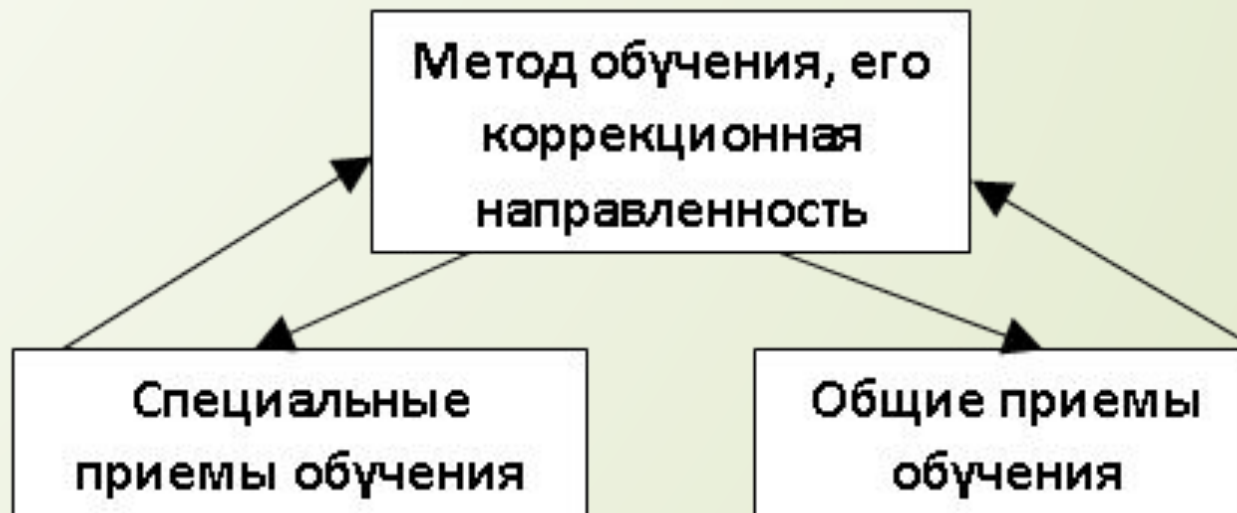 Метод обучения, его
коррекционная
направленность
Специальные
приемы обучения
Общие приемы
обучения